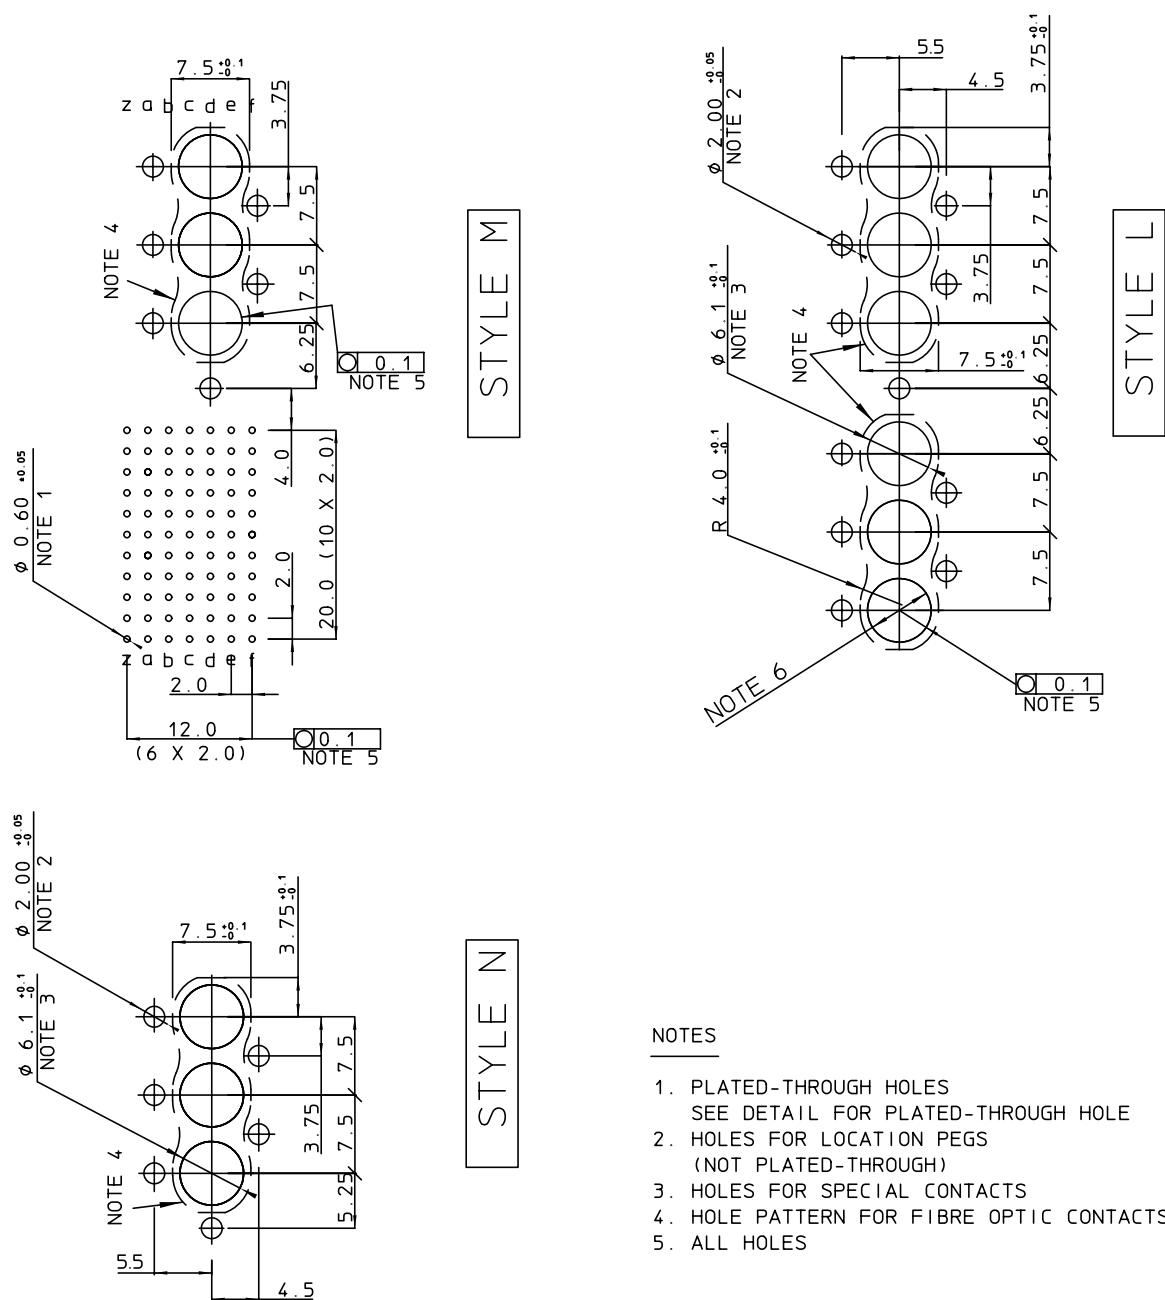 7.5 +0.1 -0
z a b c d e f
3.75
7.5
7.5
6.25
NOTE 4
0.1
NOTE 5
STYLE M
4.0
20.0 (10 X 2.0)
2.0
ø 0.60 ±0.05
NOTE 1
z a b c d e f
2.0
12.0
(6 X 2.0)
0.1
NOTE 5
5.5
4.5
3.75 +0.1 -0
ø 2.00 +0.05 -0
NOTE 2
7.5
3.75
7.5
ø 6.1 +0.1 -0
NOTE 3
NOTE 4
7.5 +0.1 -0
6.25
6.25
R 4.0 +0.1 -0
7.5
7.5
NOTE 6
0.1
NOTE 5
STYLE L
ø 2.00 +0.05 -0
NOTE 2
7.5 +0.1 -0
3.75 +0.1 -0
ø 6.1 +0.1 -0
NOTE 3
7.5
3.75
7.5
NOTE 4
5.25
5.5
4.5
STYLE N
NOTES
1. PLATED-THROUGH HOLES
SEE DETAIL FOR PLATED-THROUGH HOLE
2. HOLES FOR LOCATION PEGS
(NOT PLATED-THROUGH)
3. HOLES FOR SPECIAL CONTACTS
4. HOLE PATTERN FOR FIBRE OPTIC CONTACTS
5. ALL HOLES